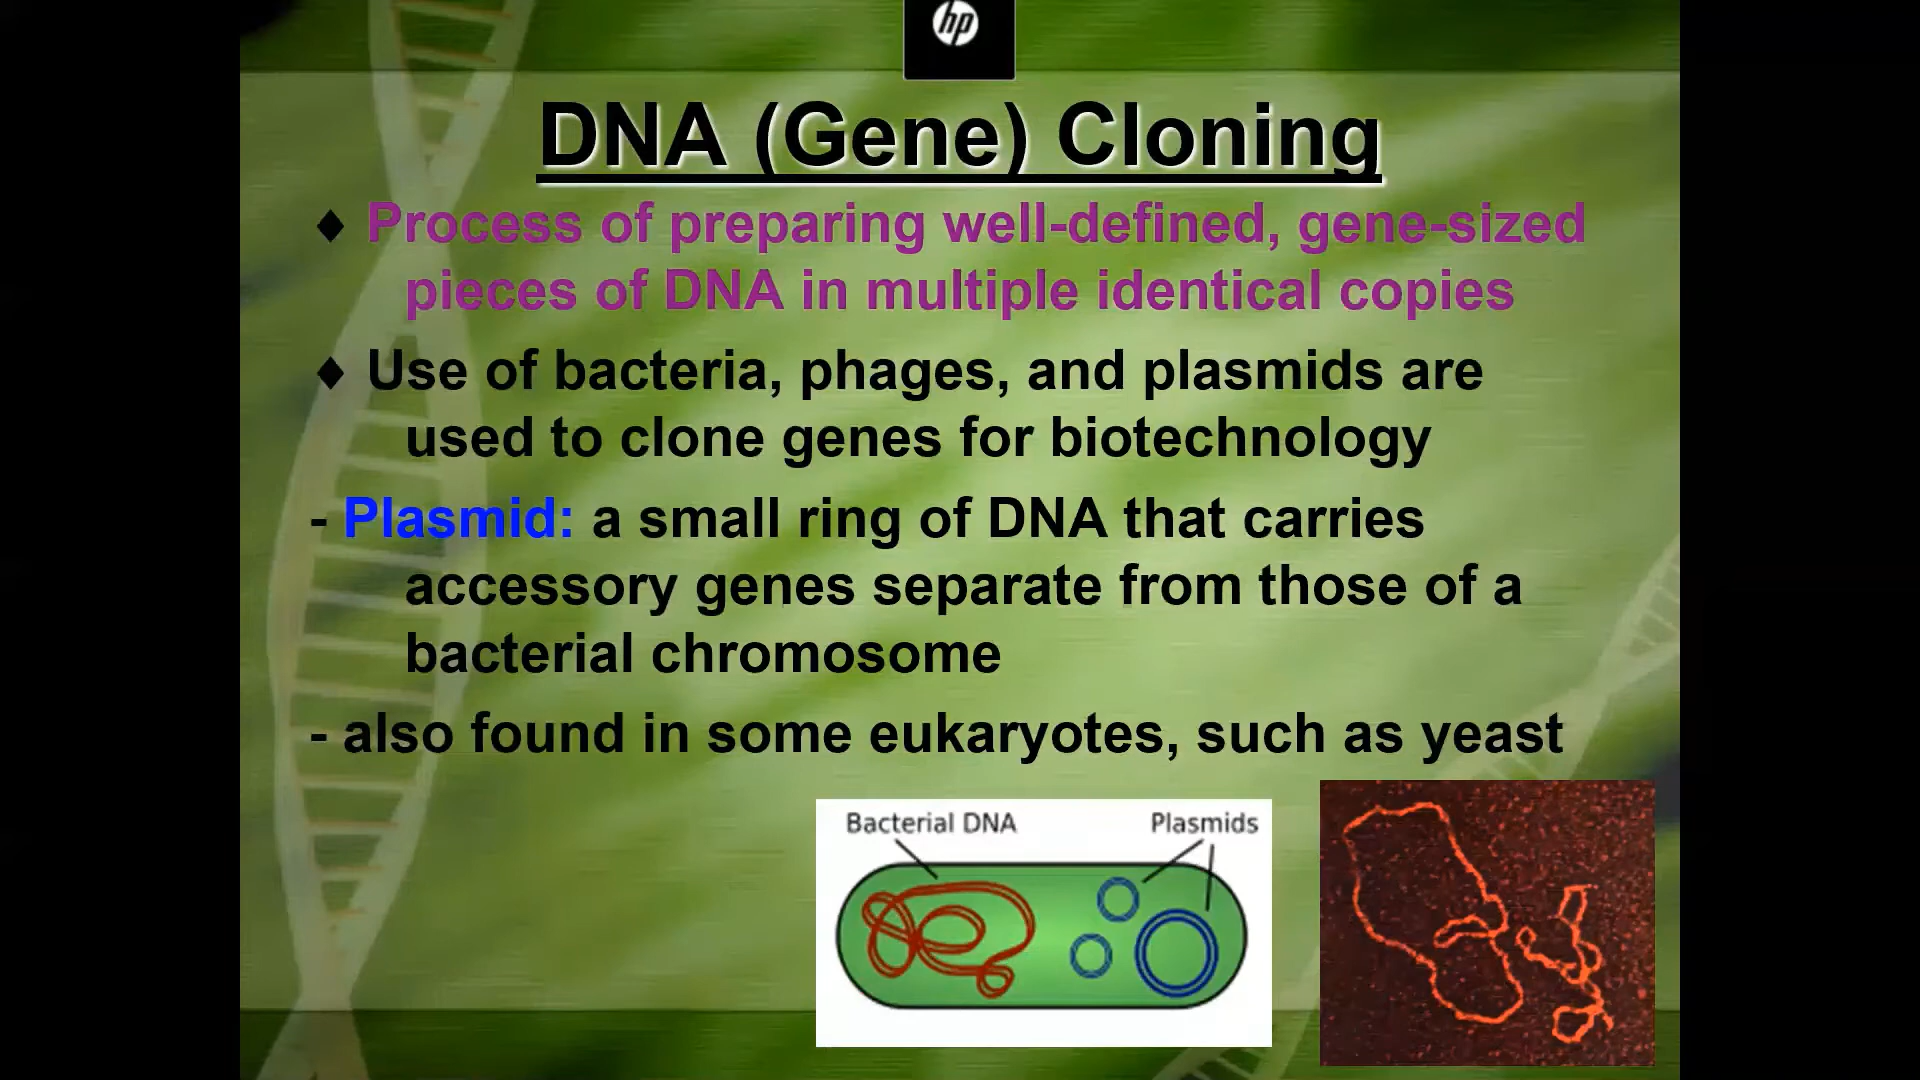 hp
DNA (Gene) Cloning
♦ Process of preparing well-defined, gene-sized
pieces of DNA in multiple identical copies
♦ Use of bacteria, phages, and plasmids are
used to clone genes for biotechnology
- Plasmid: a small ring of DNA that carries
accessory genes separate from those of a
bacterial chromosome
- also found in some eukaryotes, such as yeast
Bacterial DNA
Plasmids